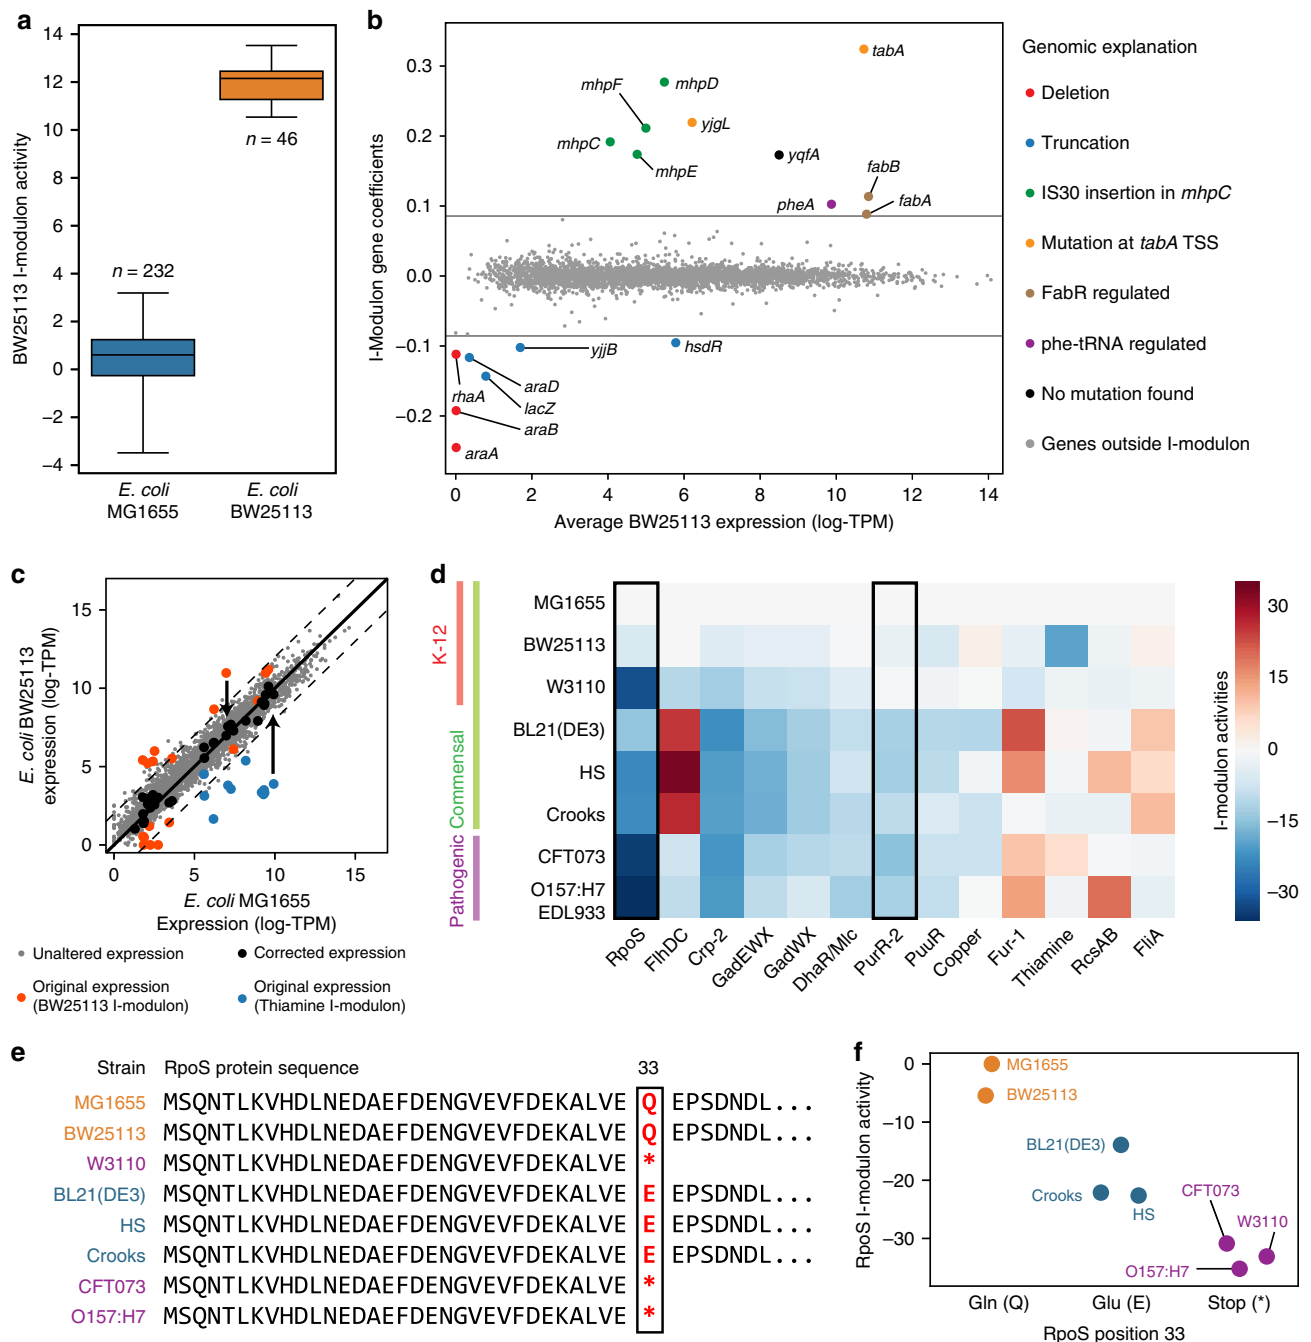 a
BW25113 I-modulon activity
14
12
10
8
6
4
2
0
−2
−4
n = 232
n = 46
E. coli
MG1655
E. coli
BW25113
b
I-Modulon gene coefficients
0.3
0.2
0.1
0.0
−0.1
−0.2
tabA
mhpF
mhpD
yjgL
mhpC
mhpE
yqfA
fabB
pheA
fabA
yjjB
hsdR
araD
rhaA
lacZ
araB
araA
0 2 4 6 8 10 12 14
Average BW25113 expression (log-TPM)
Genomic explanation
Deletion
Truncation
IS30 insertion in mhpC
Mutation at tabA TSS
FabR regulated
phe-tRNA regulated
No mutation found
Genes outside I-modulon
c
E. coli BW25113
expression (log-TPM)
15
10
5
0
0 5 10 15
E. coli MG1655
Expression (log-TPM)
Unaltered expression
Corrected expression
Original expression
(BW25113 I-modulon)
Original expression
(Thiamine I-modulon)
d
K-12
Commensal
Pathogenic
MG1655
BW25113
W3110
BL21(DE3)
HS
Crooks
CFT073
O157:H7
EDL933
RpoS
FlhDC
Crp-2
GadEWX
GadWX
DhaR/Mlc
PurR-2
PuuR
Copper
Fur-1
Thiamine
RcsAB
FliA
I-modulon activities
30
15
0
−15
−30
e
Strain RpoS protein sequence 33
MG1655 MSQNTLKVHDLNEDAEFDENGVEVFDEKALVE Q EPSDNDL...
BW25113 MSQNTLKVHDLNEDAEFDENGVEVFDEKALVE Q EPSDNDL...
W3110 MSQNTLKVHDLNEDAEFDENGVEVFDEKALVE *
BL21(DE3) MSQNTLKVHDLNEDAEFDENGVEVFDEKALVE E EPSDNDL...
HS MSQNTLKVHDLNEDAEFDENGVEVFDEKALVE E EPSDNDL...
Crooks MSQNTLKVHDLNEDAEFDENGVEVFDEKALVE E EPSDNDL...
CFT073 MSQNTLKVHDLNEDAEFDENGVEVFDEKALVE *
O157:H7 MSQNTLKVHDLNEDAEFDENGVEVFDEKALVE *
f
RpoS I-modulon activity
0
−10
−20
−30
MG1655
BW25113
BL21(DE3)
Crooks
HS
CFT073
W3110
O157:H7
Gln (Q) Glu (E) Stop (*)
RpoS position 33